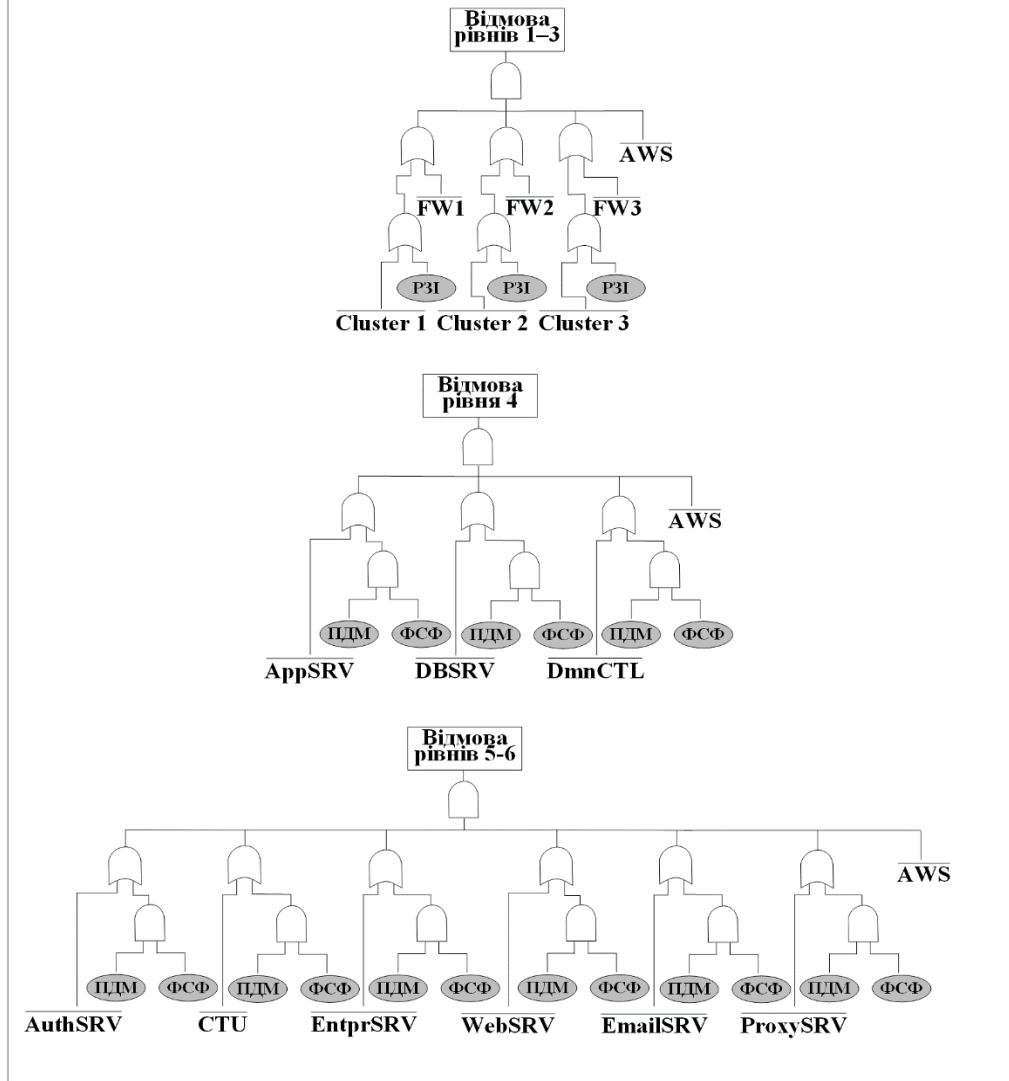 Відмова
рівнів 1–3
AWS
FW1 FW2 FW3
РЗІ РЗІ РЗІ
Cluster 1 Cluster 2 Cluster 3
Відмова
рівня 4
AWS
ПДМ ФСФ ПДМ ФСФ ПДМ ФСФ
AppSRV DBSRV DmnCTL
Відмова
рівнів 5-6
AWS
ПДМ ФСФ ПДМ ФСФ ПДМ ФСФ ПДМ ФСФ ПДМ ФСФ ПДМ ФСФ
AuthSRV CTU EntprSRV WebSRV EmailSRV ProxySRV